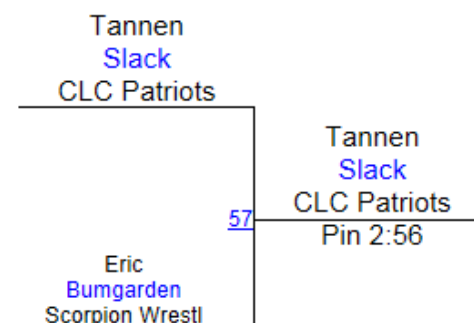 Tannen
Slack
CLC Patriots
Tannen
Slack
CLC Patriots
57
Pin 2:56
Eric
Bumgarden
Scorpion Wrestl